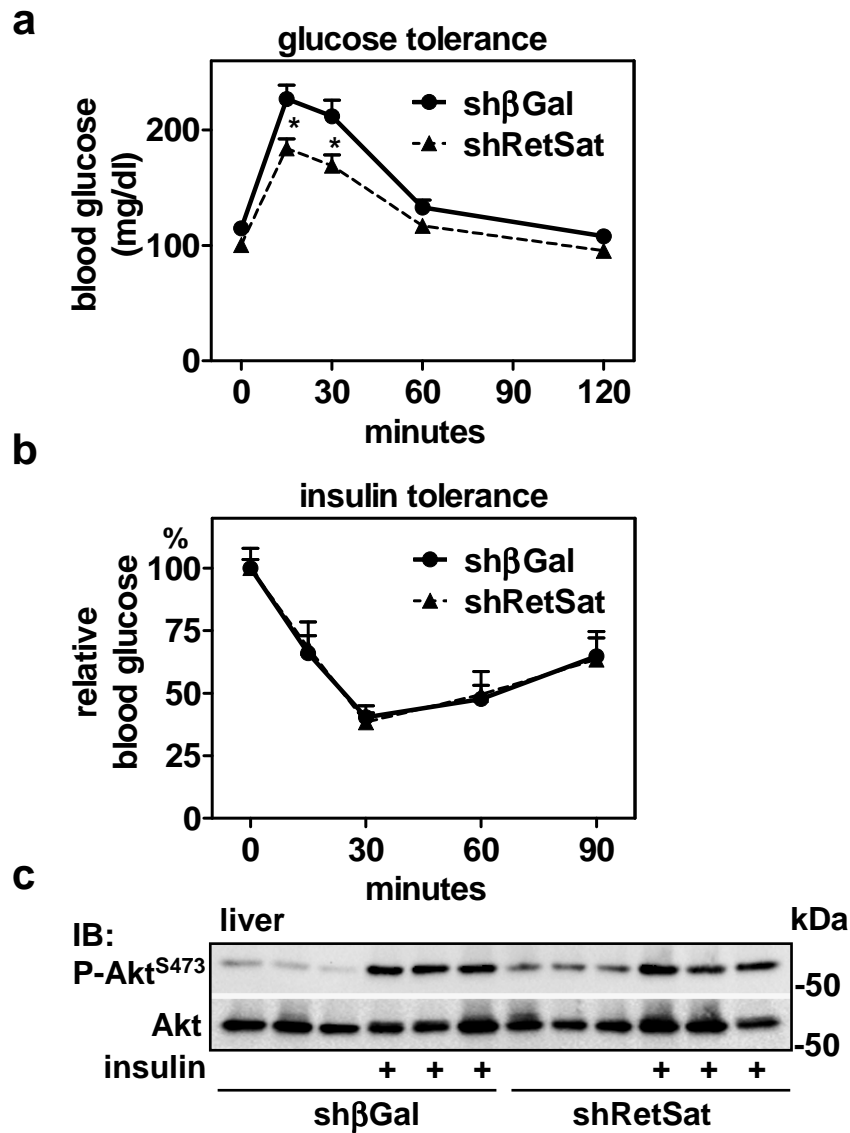 a
glucose tolerance
blood glucose
(mg/dl)
200
100
0
shβGal
shRetSat
*
*
0 30 60 90 120
minutes
b
insulin tolerance
relative
blood glucose
%
100
75
50
25
0
shβGal
shRetSat
0 30 60 90
minutes
c
liver
kDa
IB:
P-Akt^S473
-50
Akt
-50
insulin + + + + + +
shβGal shRetSat